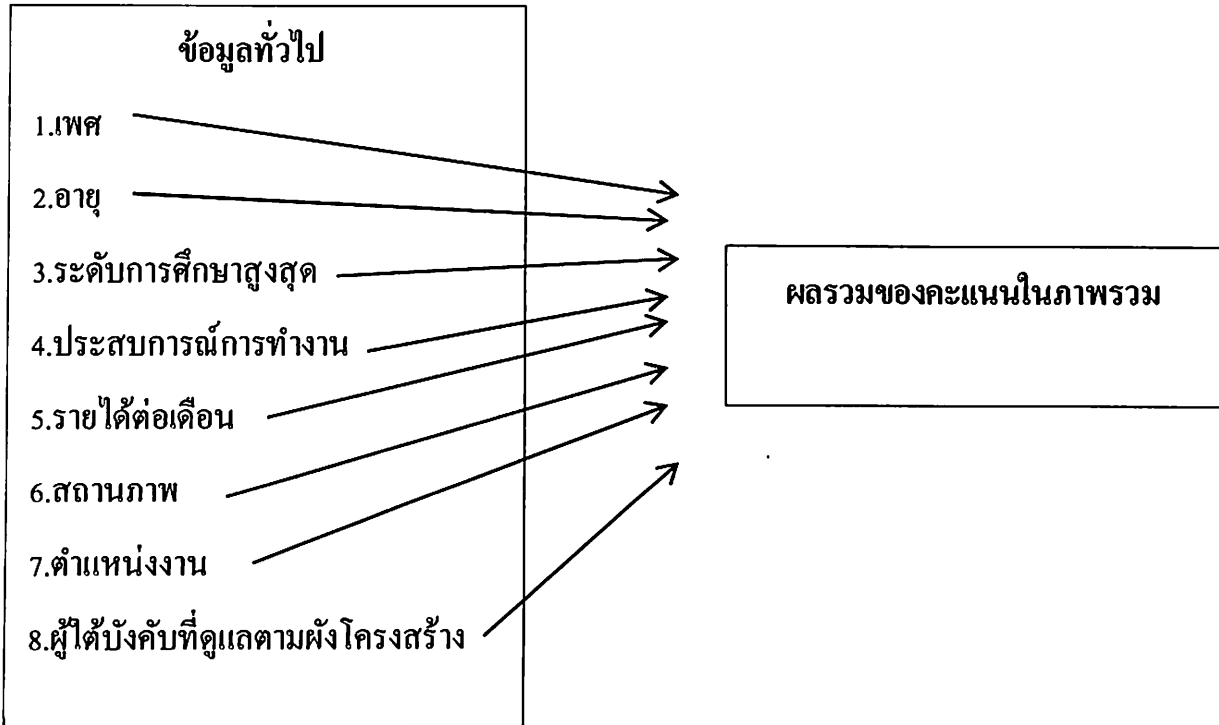 ข้อมูลทั่วไป
1.เพศ
2.อายุ
3.ระดับการศึกษาสูงสุด
4.ประสบการณ์การทำงาน
5.รายได้ต่อเดือน
6.สถานภาพ
7.ตำแหน่งงาน
8.ผู้ใต้บังคับที่ดูแลตามผังโครงสร้าง
ผลรวมของคะแนนในภาพรวม